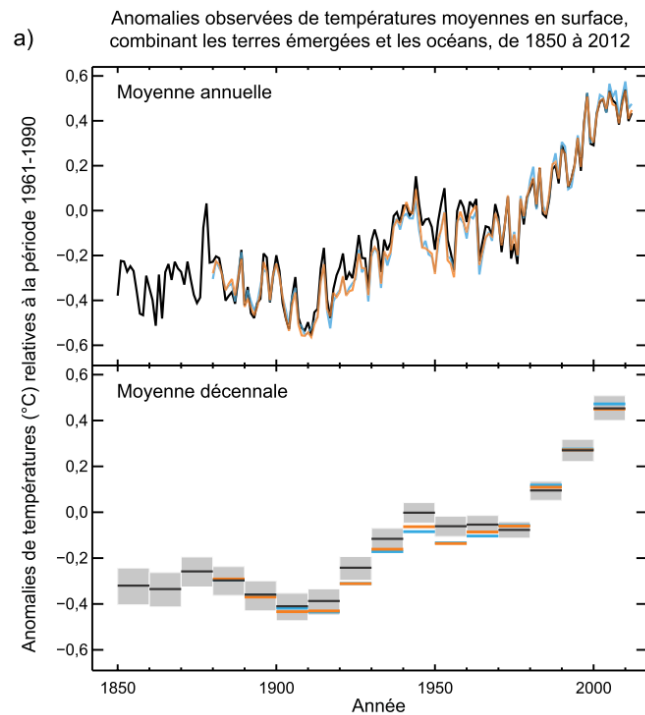 Anomalies observées de températures moyennes en surface,
a)
combinant les terres émergées et les océans, de 1850 à 2012
Anomalies de températures (°C) relatives à la période 1961-1990
Moyenne annuelle
0,6
0,4
0,2
0,0
−0,2
−0,4
−0,6
Moyenne décennale
0,6
0,4
0,2
0,0
−0,2
−0,4
−0,6
1850
1900
1950
2000
Année